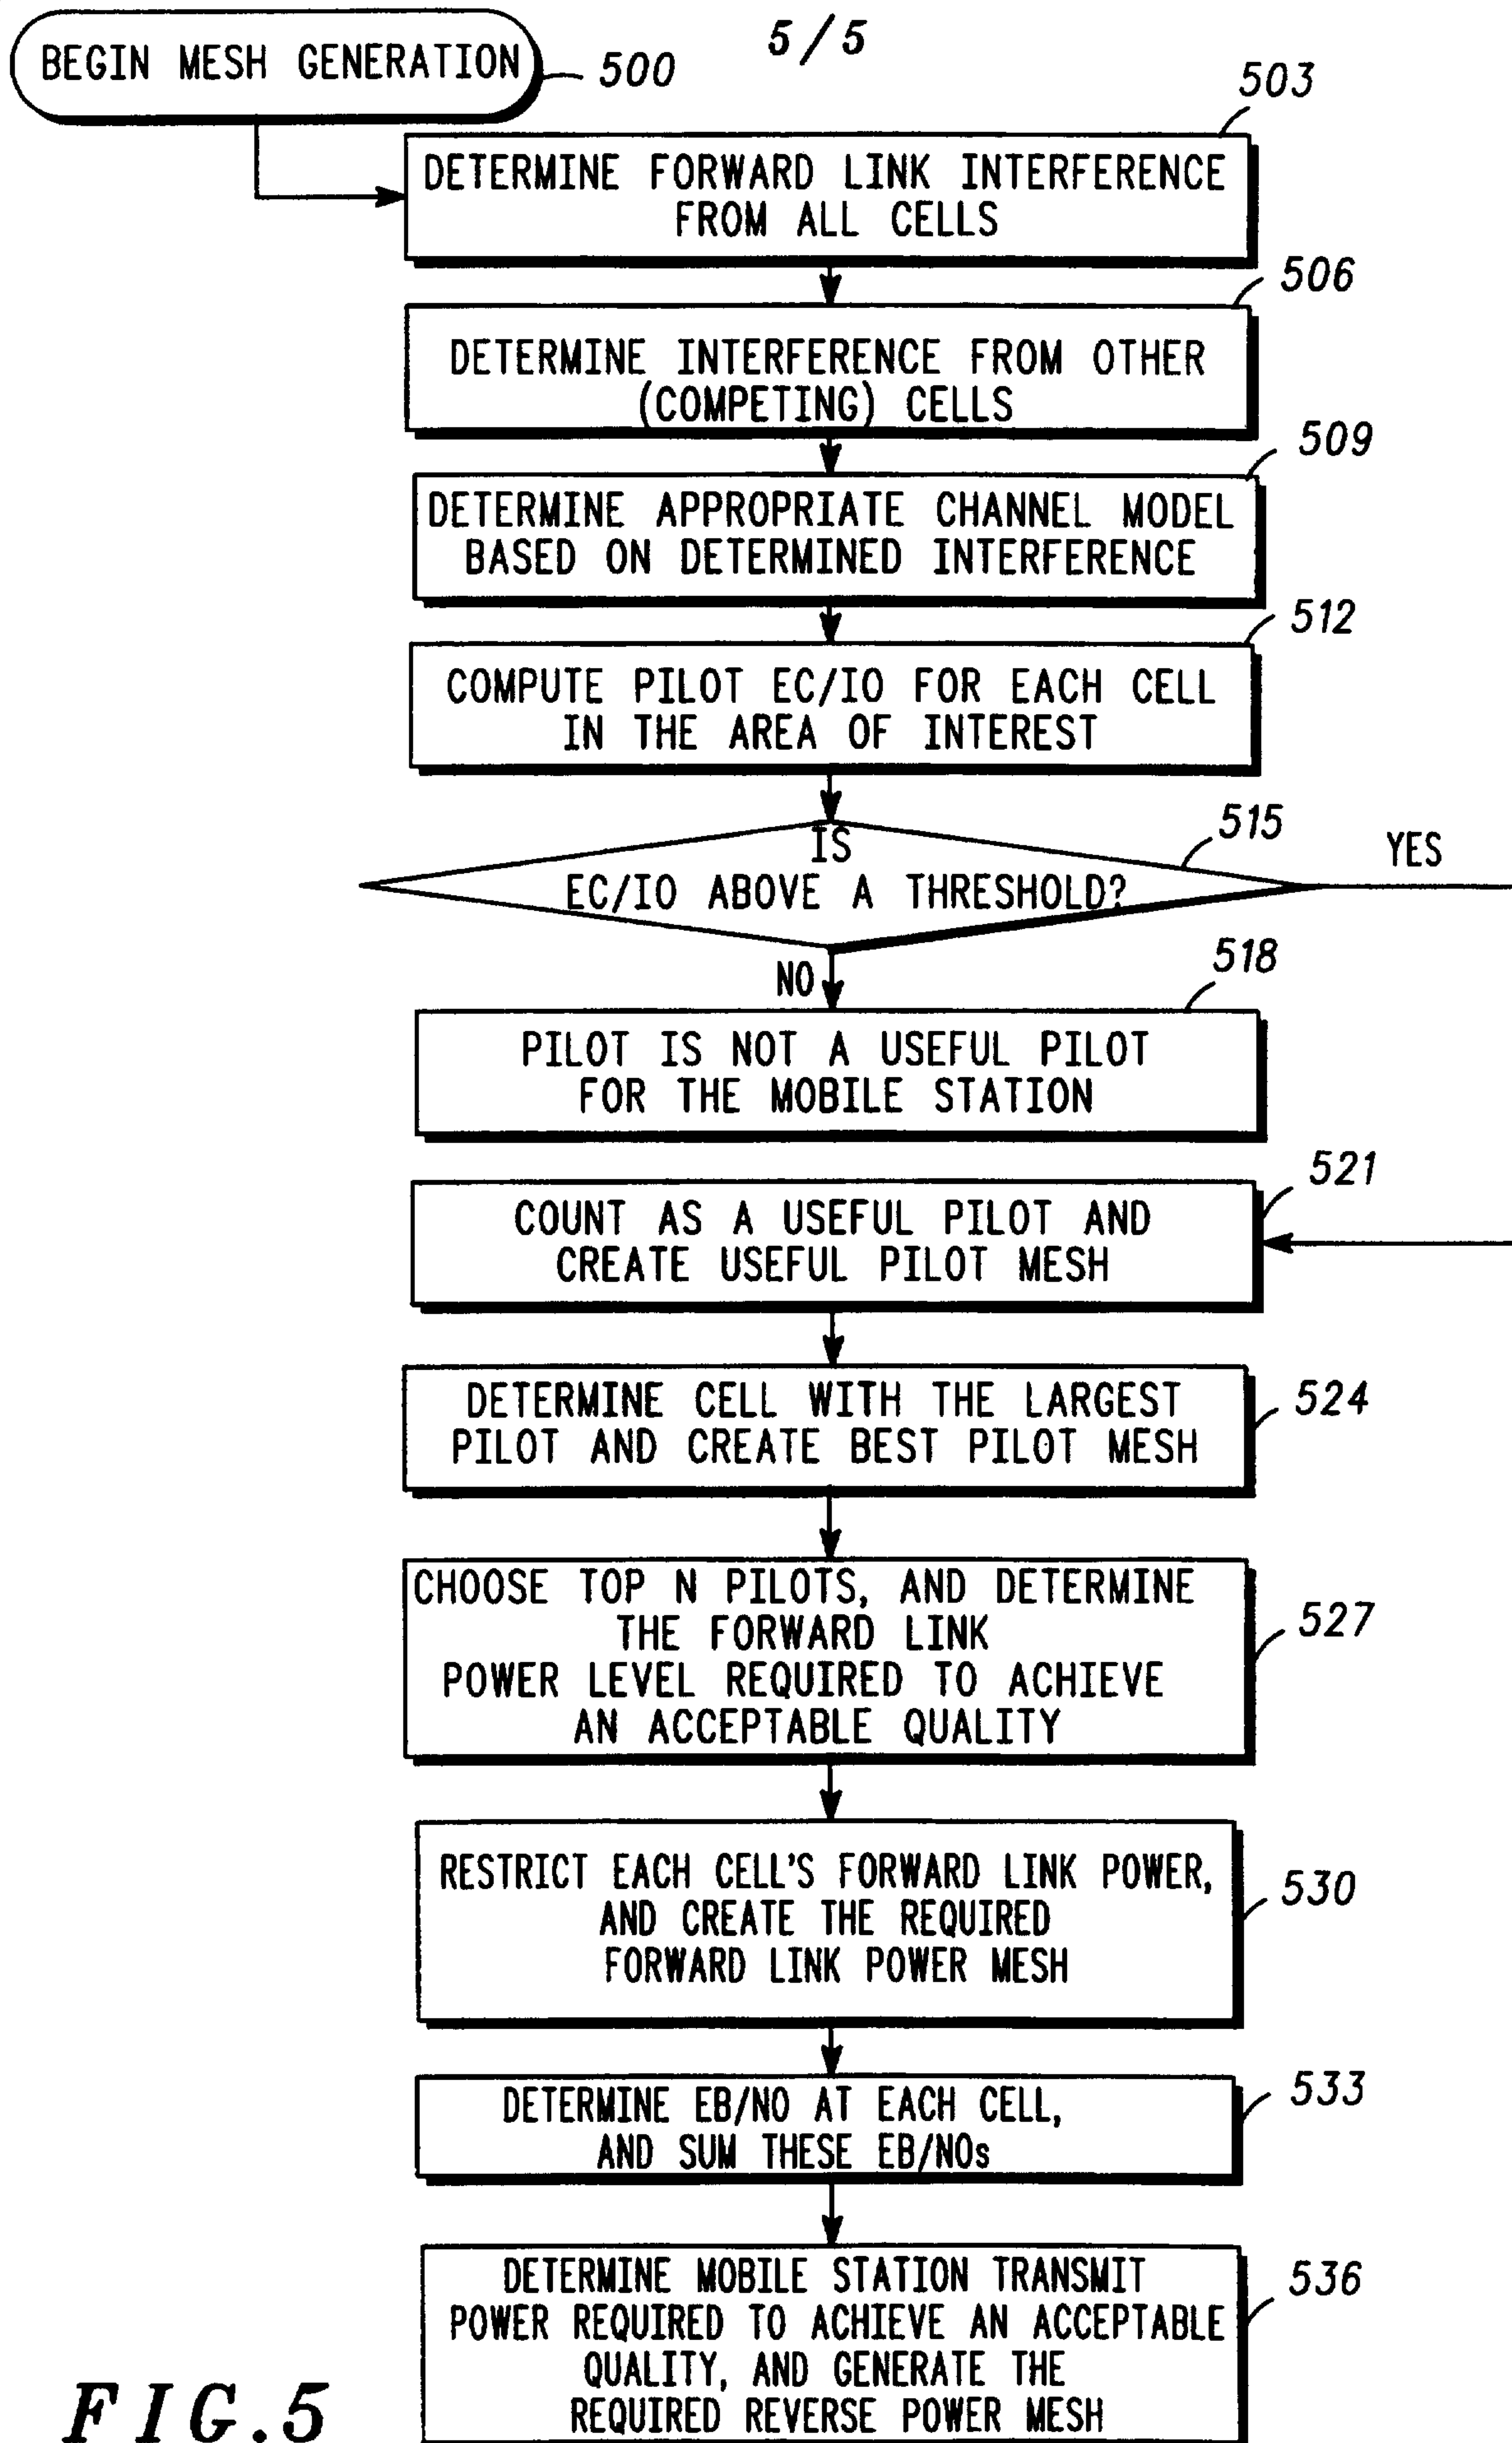 5/5
BEGIN MESH GENERATION
500
503
DETERMINE FORWARD LINK INTERFERENCE
FROM ALL CELLS
506
DETERMINE INTERFERENCE FROM OTHER
(COMPETING) CELLS
509
DETERMINE APPROPRIATE CHANNEL MODEL
BASED ON DETERMINED INTERFERENCE
512
COMPUTE PILOT EC/IO FOR EACH CELL
IN THE AREA OF INTEREST
515
IS
EC/IO ABOVE A THRESHOLD?
YES
NO
518
PILOT IS NOT A USEFUL PILOT
FOR THE MOBILE STATION
521
COUNT AS A USEFUL PILOT AND
CREATE USEFUL PILOT MESH
524
DETERMINE CELL WITH THE LARGEST
PILOT AND CREATE BEST PILOT MESH
527
CHOOSE TOP N PILOTS, AND DETERMINE
THE FORWARD LINK
POWER LEVEL REQUIRED TO ACHIEVE
AN ACCEPTABLE QUALITY
530
RESTRICT EACH CELL'S FORWARD LINK POWER,
AND CREATE THE REQUIRED
FORWARD LINK POWER MESH
533
DETERMINE EB/NO AT EACH CELL,
AND SUM THESE EB/NOs
536
DETERMINE MOBILE STATION TRANSMIT
POWER REQUIRED TO ACHIEVE AN ACCEPTABLE
QUALITY, AND GENERATE THE
REQUIRED REVERSE POWER MESH
FIG.5